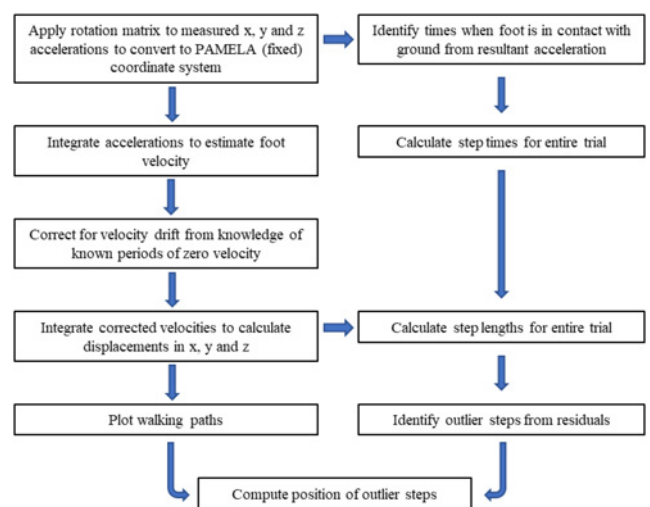 Apply rotation matrix to measured x, y and z
accelerations to convert to PAMELA (fixed)
coordinate system
Identify times when foot is in contact with
ground from resultant acceleration
Integrate accelerations to estimate foot
velocity
Calculate step times for entire trial
Correct for velocity drift from knowledge of
known periods of zero velocity
Integrate corrected velocities to calculate
displacements in x, y and z
Calculate step lengths for entire trial
Plot walking paths
Identify outlier steps from residuals
Compute position of outlier steps